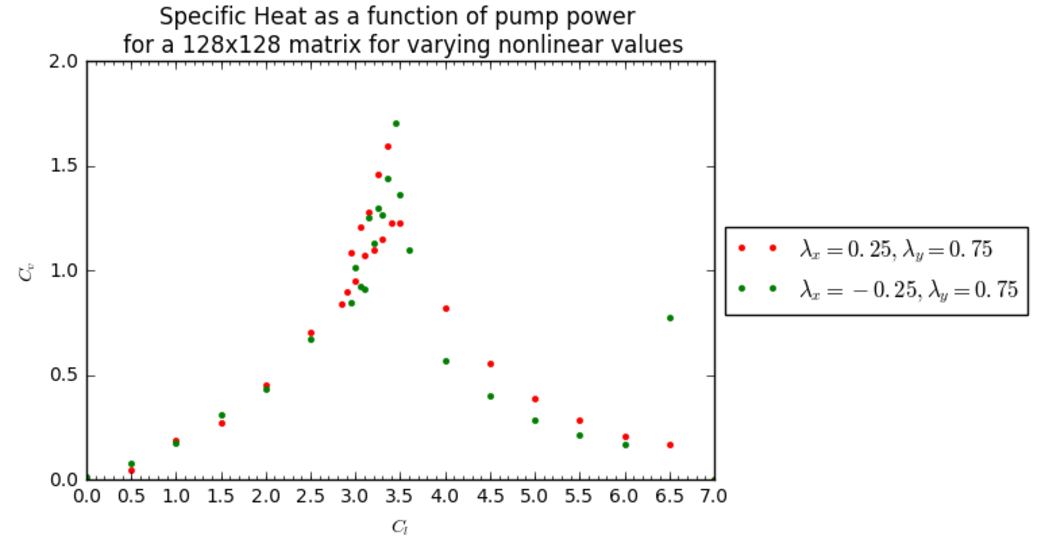 Specific Heat as a function of pump power
for a 128x128 matrix for varying nonlinear values
2.0
1.5
1.0
0.5
0.0
C_v
0.0 0.5 1.0 1.5 2.0 2.5 3.0 3.5 4.0 4.5 5.0 5.5 6.0 6.5 7.0
C_l
λ_x = 0.25, λ_y = 0.75
λ_x = −0.25, λ_y = 0.75